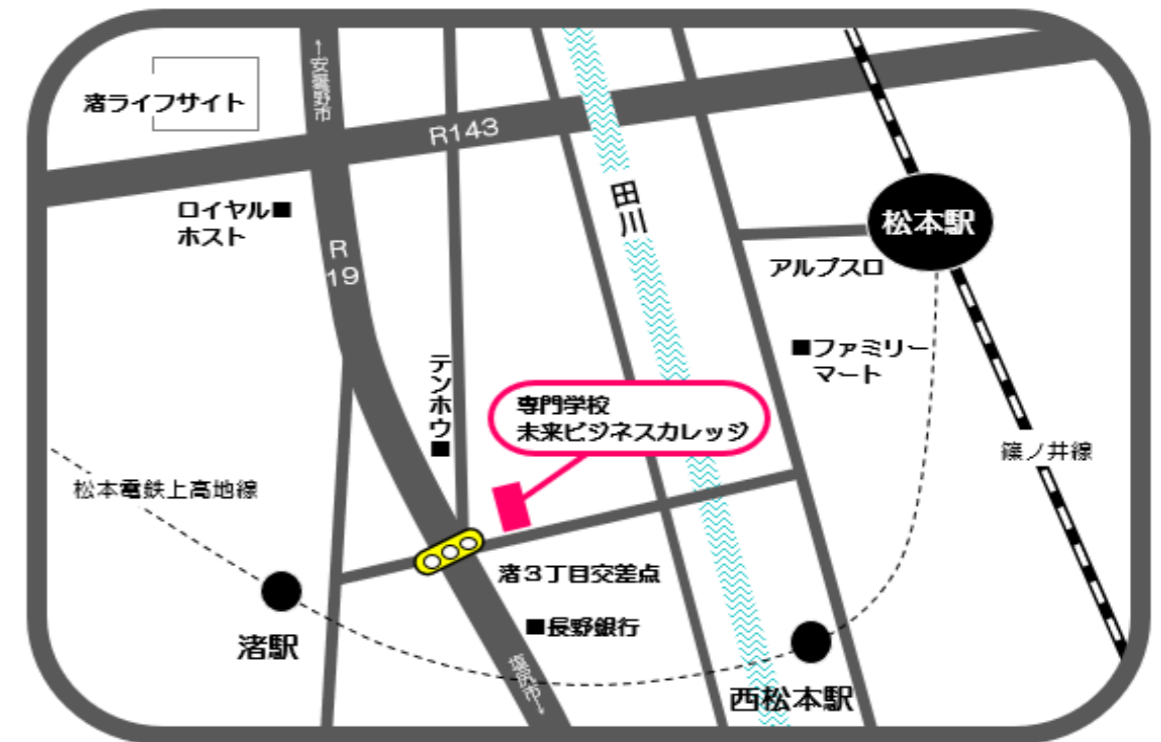 ↑安曇野市
渚ライフサイト
R143
松本駅
田川
ロイヤル■
ホスト
R
19
アルプス口
■ファミリー
マート
テンホウ■
専門学校
未来ビジネスカレッジ
篠ノ井線
松本電鉄上高地線
渚3丁目交差点
■長野銀行
渚駅
塩尻市→
西松本駅